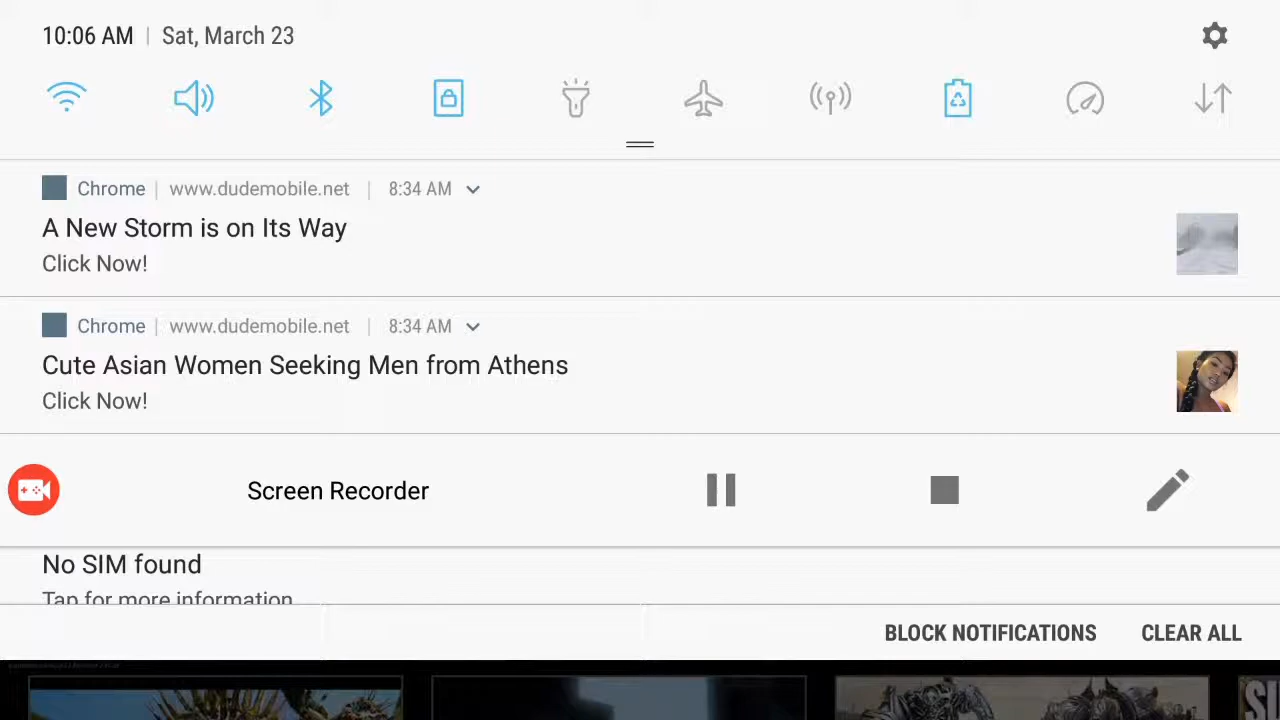 10:06 AM | Sat, March 23
Chrome | www.dudemobile.net | 8:34 AM
A New Storm is on Its Way
Click Now!
Chrome | www.dudemobile.net | 8:34 AM
Cute Asian Women Seeking Men from Athens
Click Now!
Screen Recorder
No SIM found
Tap for more information
BLOCK NOTIFICATIONS CLEAR ALL